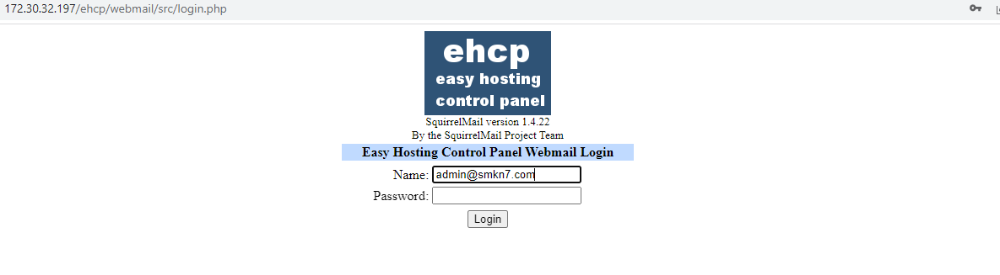 172.30.32.197/ehcp/webmail/src/login.php
ehcp
easy hosting
control panel
SquirrelMail version 1.4.22
By the SquirrelMail Project Team
Easy Hosting Control Panel Webmail Login
Name: admin@smkn7.com
Password:
Login